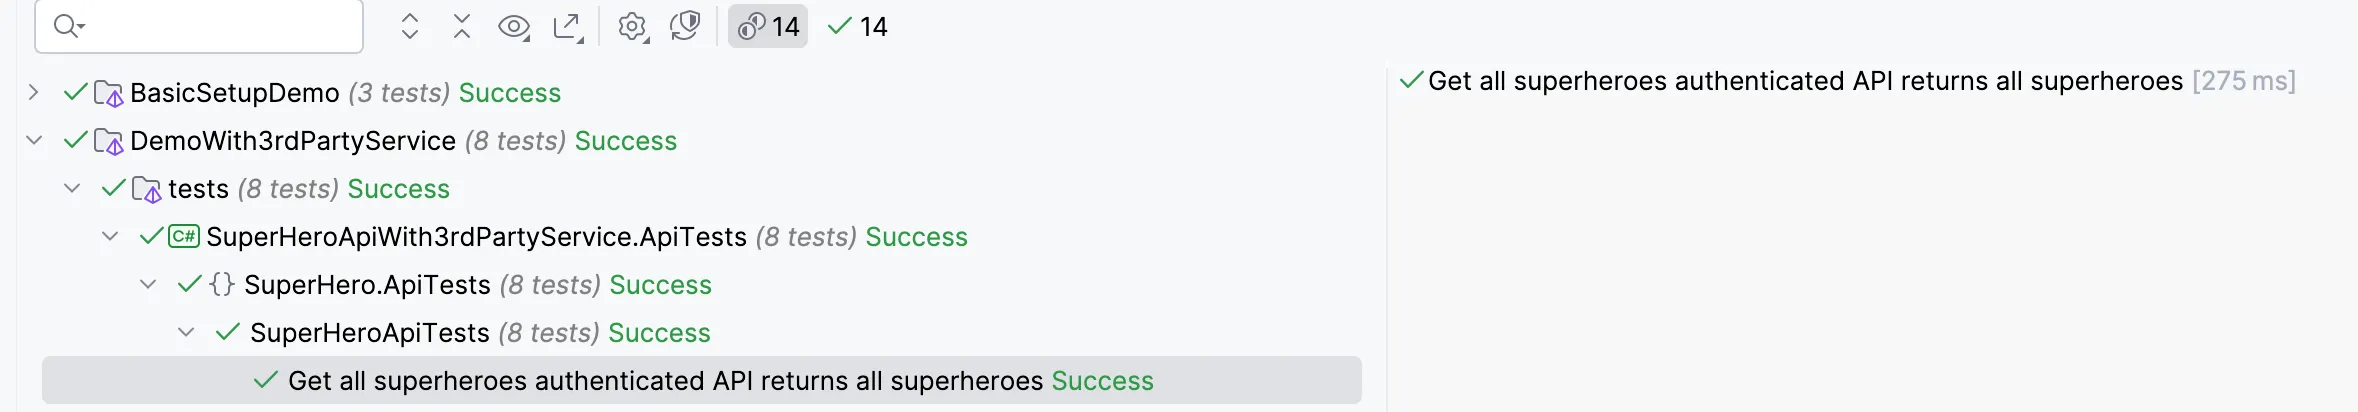 14 14
BasicSetupDemo (3 tests) Success
DemoWith3rdPartyService (8 tests) Success
tests (8 tests) Success
C# SuperHeroApiWith3rdPartyService.ApiTests (8 tests) Success
{} SuperHero.ApiTests (8 tests) Success
SuperHeroApiTests (8 tests) Success
Get all superheroes authenticated API returns all superheroes Success
Get all superheroes authenticated API returns all superheroes [275 ms]